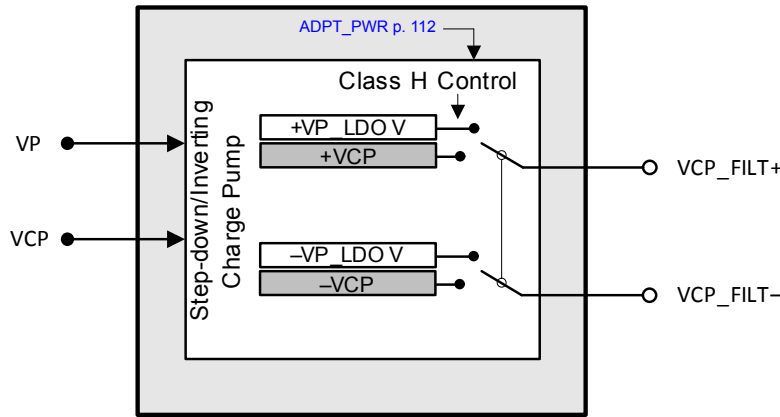 ADPT_PWR p. 112
Class H Control
Step-down/Inverting
Charge Pump
+VP_LDO V
+VCP
–VP_LDO V
–VCP
VP
VCP
VCP_FILT+
VCP_FILT–